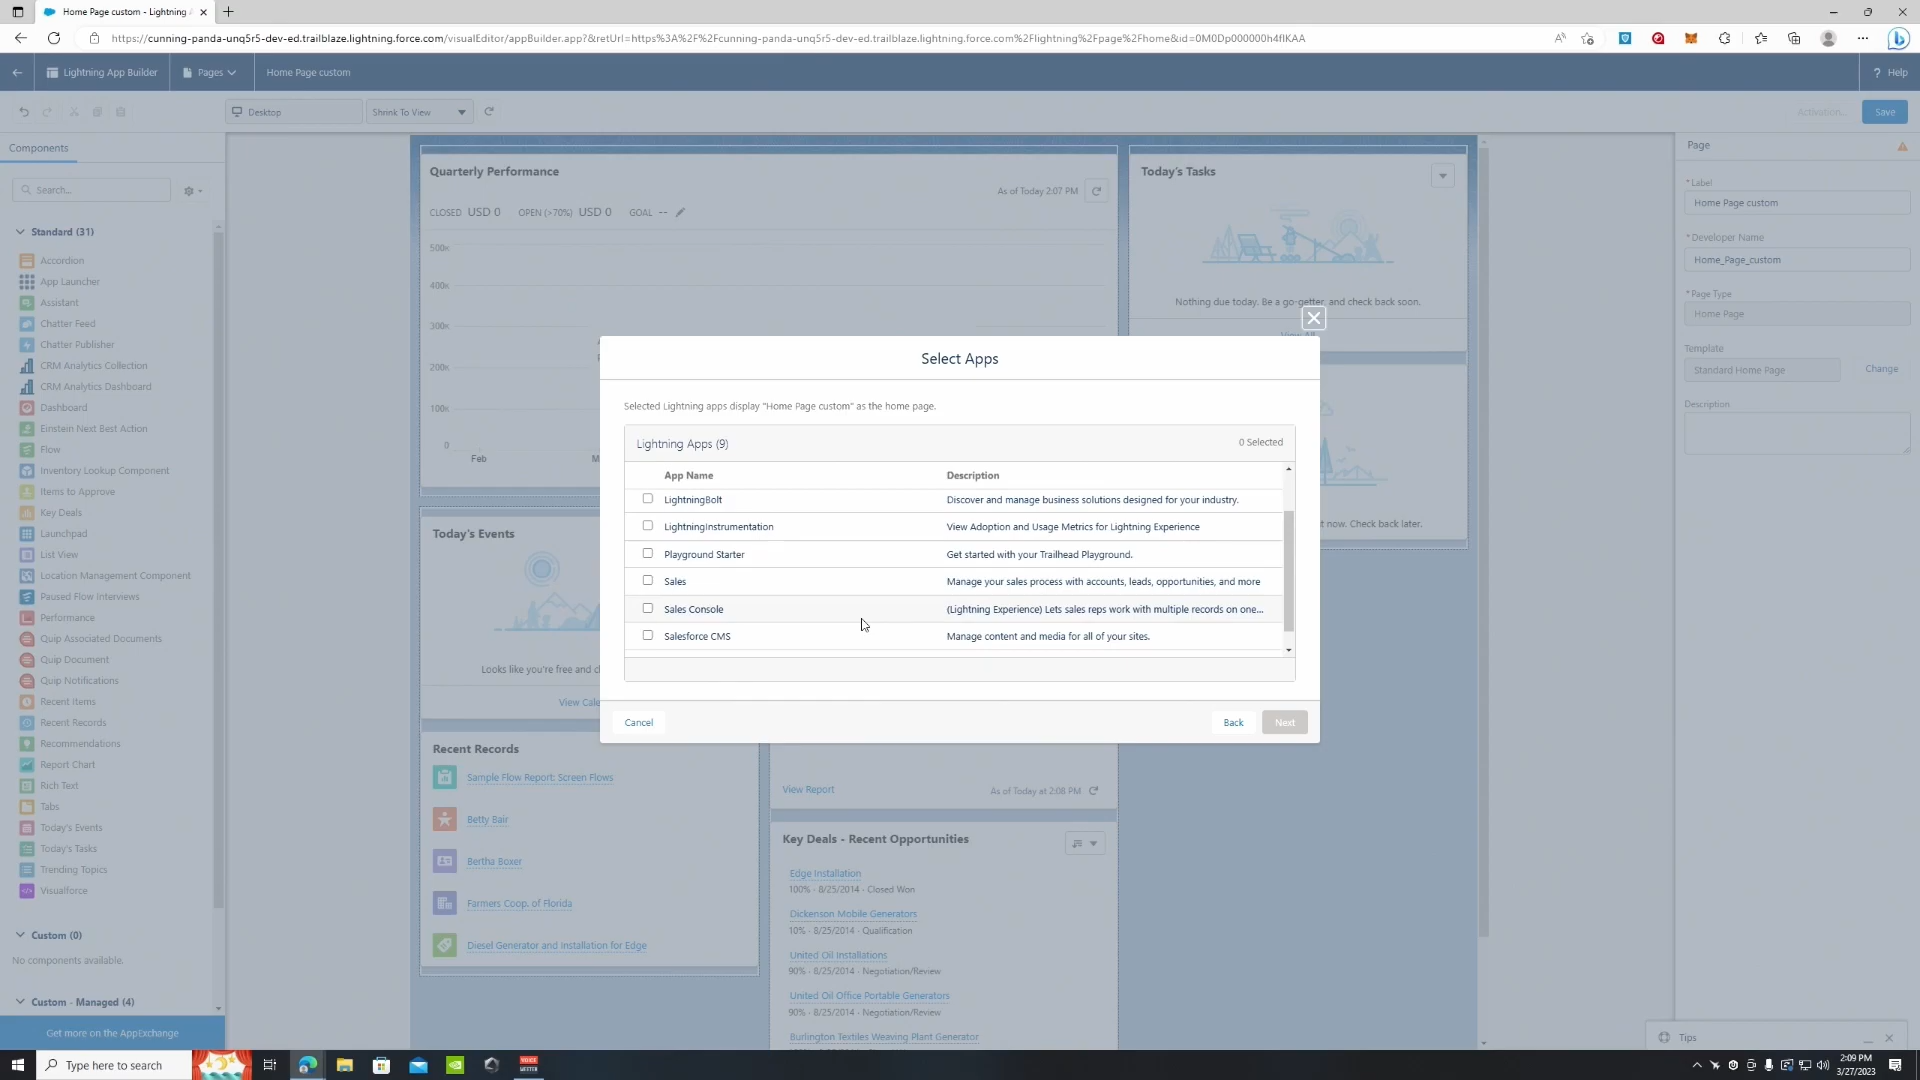 Home Page custom - Lightning A
https://cunning-panda-unq5r5-dev-ed.trailblaze.lightning.force.com/visualEditor/appBuilder.app?&retUrl=https%3A%2F%2Fcunning-panda-unq5r5-dev-ed.trailblaze.lightning.force.com%2Flightning%2Fpage%2Fhome&id=0M0Dp000000h4flKAA
Lightning App Builder
Pages
Home Page custom
? Help
Desktop
Shrink To View
Activation...
Save
Components
Search...
Standard (31)
Accordion
App Launcher
Assistant
Chatter Feed
Chatter Publisher
CRM Analytics Collection
CRM Analytics Dashboard
Dashboard
Einstein Next Best Action
Flow
Inventory Lookup Component
Items to Approve
Key Deals
Launchpad
List View
Location Management Component
Paused Flow Interviews
Performance
Quip Associated Documents
Quip Document
Quip Notifications
Recent Items
Recent Records
Recommendations
Report Chart
Rich Text
Tabs
Today's Events
Today's Tasks
Trending Topics
Visualforce
Custom (0)
No components available.
Custom - Managed (4)
Get more on the AppExchange
Quarterly Performance
As of Today 2:07 PM
CLOSED USD 0 OPEN (>70%) USD 0 GOAL --
500K
400K
300K
200K
100K
0
Feb
Today's Events
Looks like you're free and c
View Cale
Recent Records
Sample Flow Report: Screen Flows
Betty Bair
Bertha Boxer
Farmers Coop. of Florida
Diesel Generator and Installation for Edge
View Report
As of Today at 2:08 PM
Key Deals - Recent Opportunities
Edge Installation
100% - 8/25/2014 - Closed Won
Dickenson Mobile Generators
10% - 8/25/2014 - Qualification
United Oil Installations
90% - 8/25/2014 - Negotiation/Review
United Oil Office Portable Generators
90% - 8/25/2014 - Negotiation/Review
Burlington Textiles Weaving Plant Generator
Today's Tasks
Nothing due today. Be a go-getter, and check back soon.
View All
t now. Check back later.
Select Apps
Selected Lightning apps display "Home Page custom" as the home page.
Lightning Apps (9)
0 Selected
App Name
Description
LightningBolt
Discover and manage business solutions designed for your industry.
LightningInstrumentation
View Adoption and Usage Metrics for Lightning Experience
Playground Starter
Get started with your Trailhead Playground.
Sales
Manage your sales process with accounts, leads, opportunities, and more
Sales Console
(Lightning Experience) Lets sales reps work with multiple records on one...
Salesforce CMS
Manage content and media for all of your sites.
Cancel
Back
Next
Page
*Label
Home Page custom
*Developer Name
Home_Page_custom
*Page Type
Home Page
Template
Standard Home Page
Change
Description
Tips
Type here to search
2:09 PM
3/27/2023